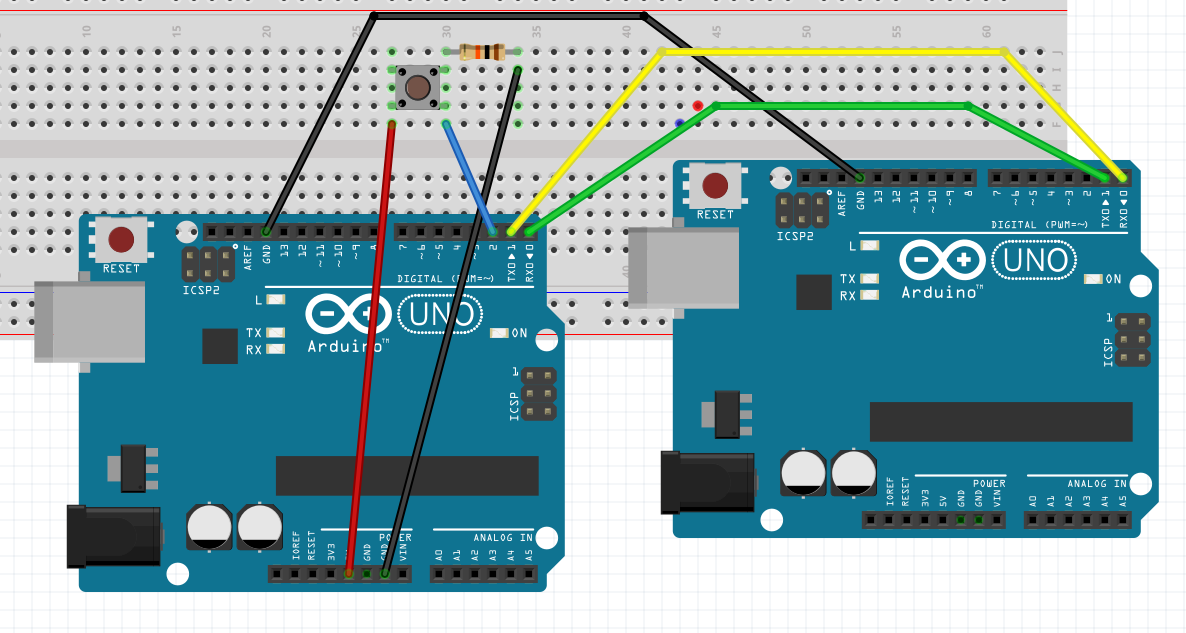 10 15 20 25 30 35 45 50 55 60
J
I
H
F
RESET
ICSP2
AREF
GND
13
12
~11
~10
~9
8
7
~6
~5
4
2
TX0▶1
RX0◀0
DIGITAL (PWM=~)
L
TX
RX
UNO
Arduino™
ON
1
ICSP
IOREF
RESET
3V3
GND
GND
VIN
POWER
ANALOG IN
A0
A1
A2
A3
A4
A5
RESET
ICSP2
AREF
GND
13
12
~11
~10
~9
8
7
~6
~5
4
~3
2
TX0▶1
RX0◀0
DIGITAL (PWM=~)
L
TX
RX
UNO
Arduino™
ON
1
ICSP
IOREF
RESET
3V3
5V
GND
GND
VIN
POWER
ANALOG IN
A0
A1
A2
A3
A4
A5